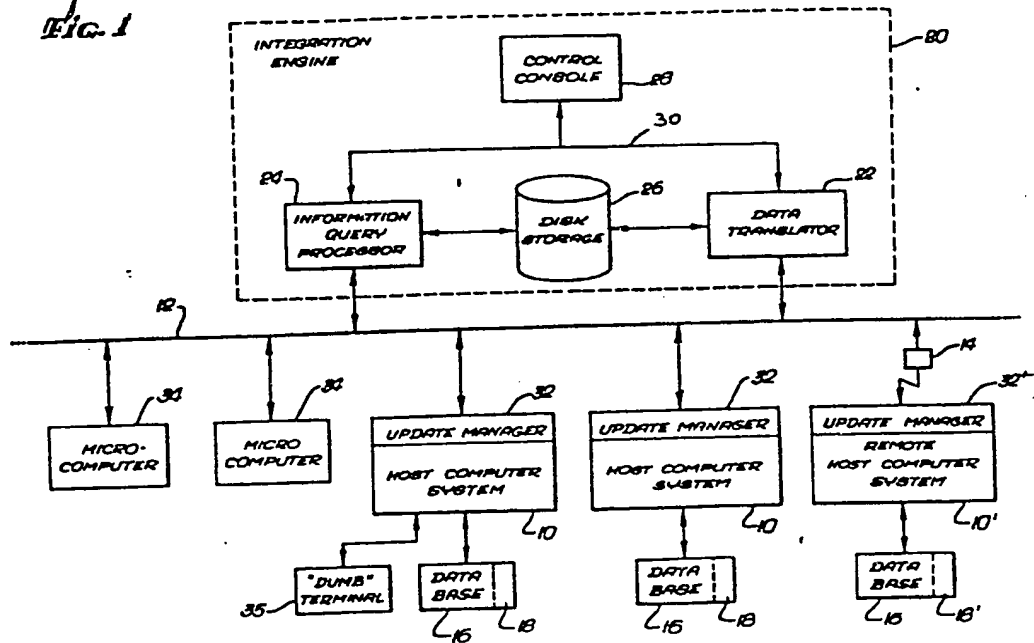 Fig. 1
INTEGRATION
ENGINE
CONTROL
CONSOLE
28
20
30
24
INFORMATION
QUERY
PROCESSOR
26
DISK
STORAGE
22
DATA
TRANSLATOR
12
14
34
MICRO-
COMPUTER
34
MICRO
COMPUTER
32
UPDATE MANAGER
HOST COMPUTER
SYSTEM
10
32
UPDATE MANAGER
HOST COMPUTER
SYSTEM
10
32'
UPDATE MANAGER
REMOTE
HOST COMPUTER
SYSTEM
10'
"DUMB"
TERMINAL
35
DATA
BASE
16
18
DATA
BASE
16
18
DATA
BASE
16
18'